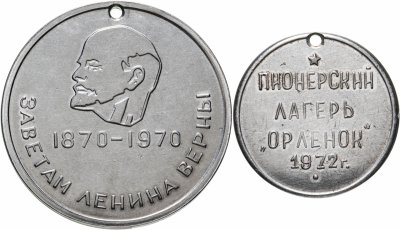 1870-1970
ЗАВЕТАМ ЛЕНИНА ВЕРНЫ
ПИОНЕРСКИЙ
ЛАГЕРЬ
„ОРЛЕНОК"
1972г.